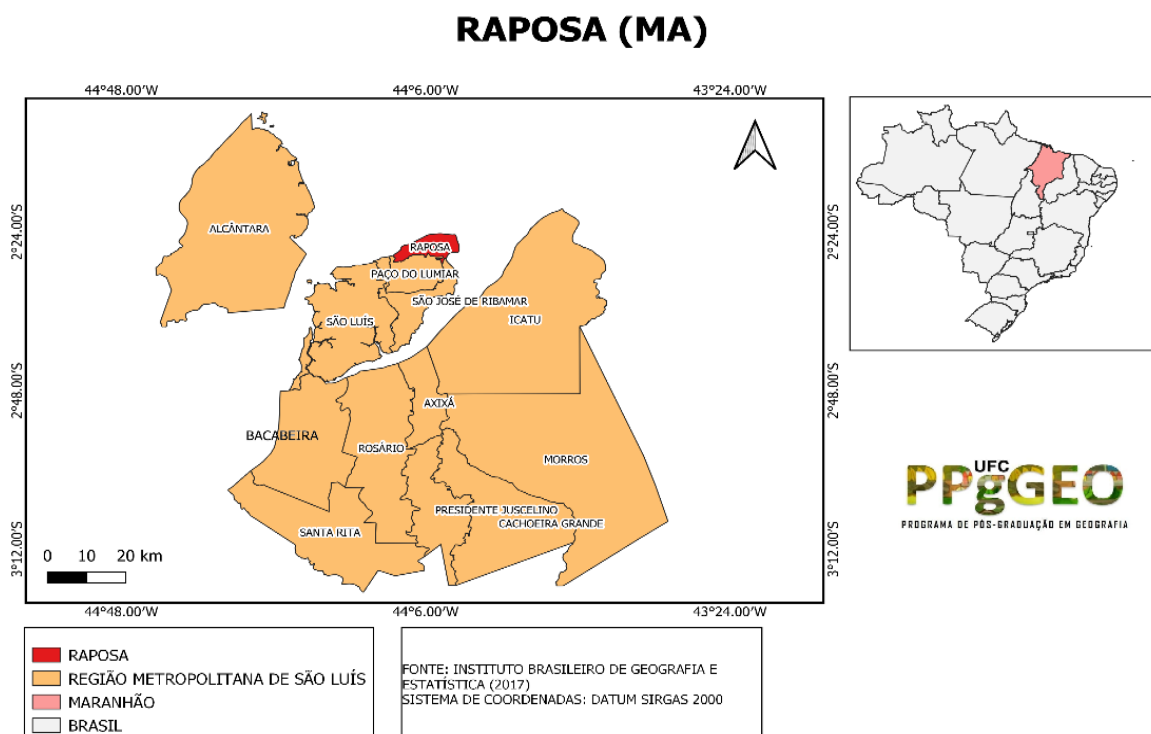 RAPOSA (MA)
44°48.00'W
44°6.00'W
43°24.00'W
2°24.00'S
2°24.00'S
ALCÂNTARA
RAPOSA
PAÇO DO LUMIAR
SÃO JOSÉ DE RIBAMAR
SÃO LUÍS
ICATU
2°48.00'S
2°48.00'S
AXIXÁ
BACABEIRA
ROSÁRIO
MORROS
PRESIDENTE JUSCELINO
CACHOEIRA GRANDE
SANTA RITA
3°12.00'S
3°12.00'S
0 10 20 km
44°48.00'W
44°6.00'W
43°24.00'W
UFC
PPgGEO
PROGRAMA DE PÓS-GRADUAÇÃO EM GEOGRAFIA
RAPOSA
REGIÃO METROPOLITANA DE SÃO LUÍS
MARANHÃO
BRASIL
FONTE: INSTITUTO BRASILEIRO DE GEOGRAFIA E
ESTATÍSTICA (2017)
SISTEMA DE COORDENADAS: DATUM SIRGAS 2000